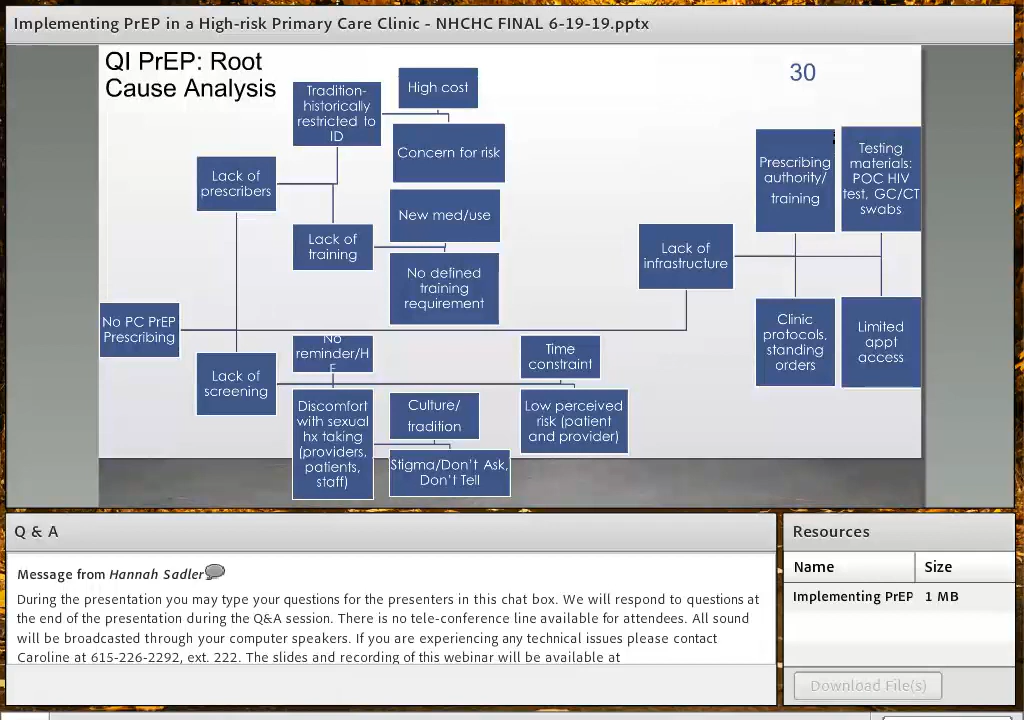 Implementing PrEP in a High-risk Primary Care Clinic - NHCHC FINAL 6-19-19.pptx
QI PrEP: Root
Cause Analysis
30
Tradition-
historically
restricted to
ID
High cost
Concern for risk
Lack of
prescribers
New med/use
Lack of
training
No defined
training
requirement
Prescribing
authority/
training
Testing
materials:
POC HIV
test, GC/CT
swabs
Lack of
infrastructure
Clinic
protocols,
standing
orders
Limited
appt
access
No PC PrEP
Prescribing
No
reminder/H
F
Time
constraint
Lack of
screening
Discomfort
with sexual
hx taking
(providers,
patients,
staff)
Culture/
tradition
Stigma/Don't Ask,
Don't Tell
Low perceived
risk (patient
and provider)
Q & A
Message from Hannah Sadler
During the presentation you may type your questions for the presenters in this chat box. We will respond to questions at
the end of the presentation during the Q&A session. There is no tele-conference line available for attendees. All sound
will be broadcasted through your computer speakers. If you are experiencing any technical issues please contact
Caroline at 615-226-2292, ext. 222. The slides and recording of this webinar will be available at
Resources
Name Size
Implementing PrEP 1 MB
Download File(s)